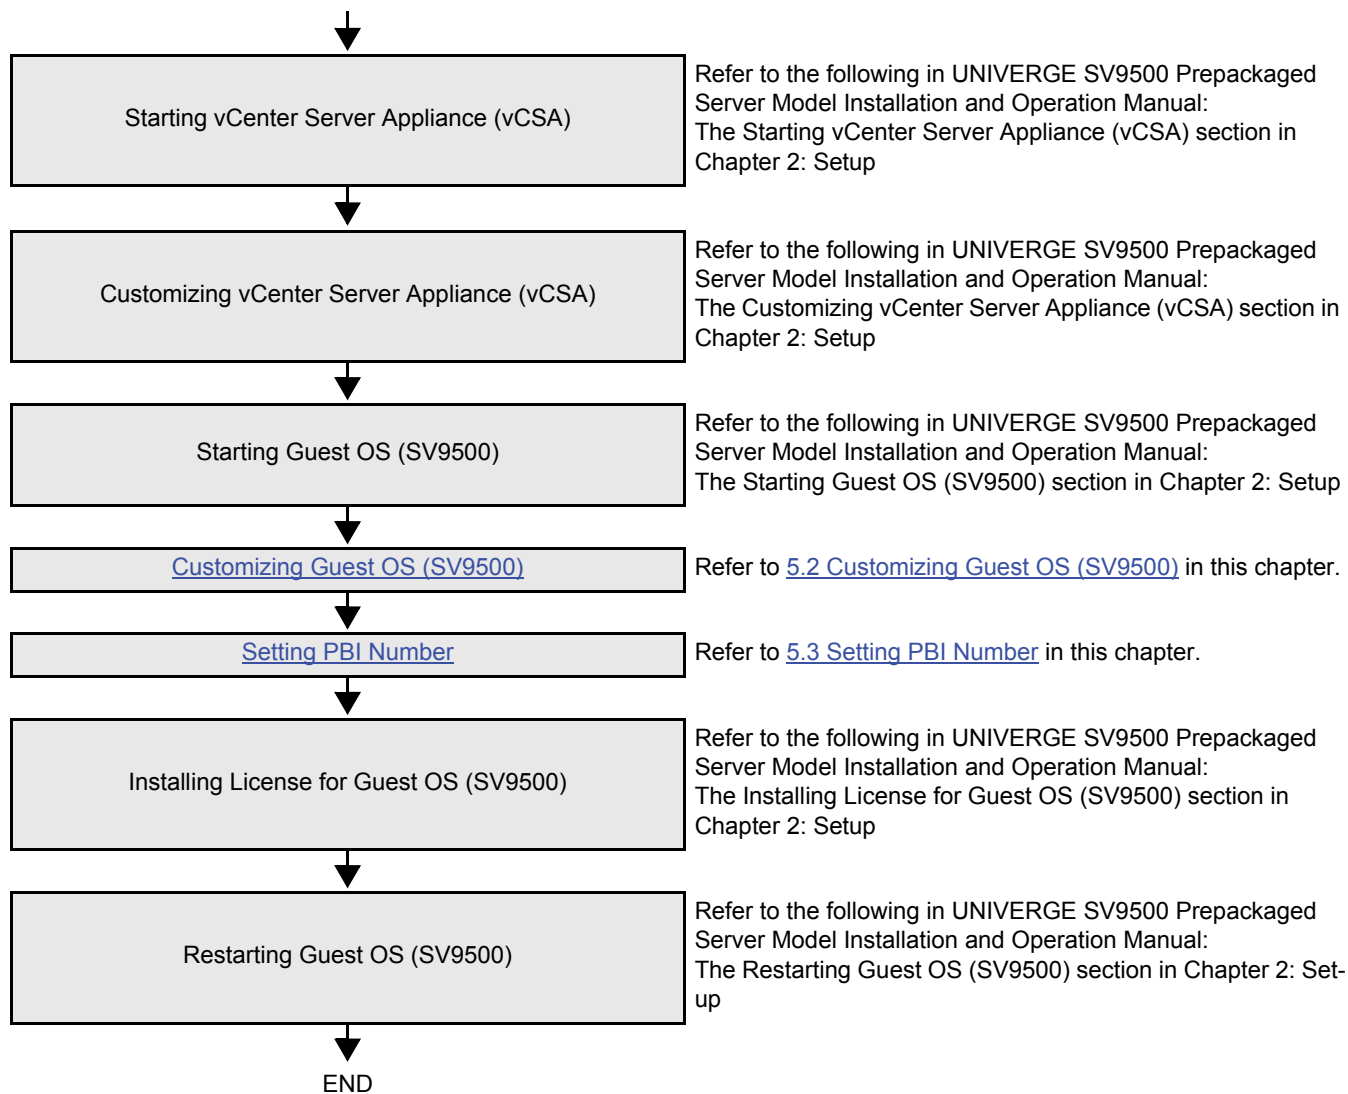 Starting vCenter Server Appliance (vCSA)
Refer to the following in UNIVERGE SV9500 Prepackaged
Server Model Installation and Operation Manual:
The Starting vCenter Server Appliance (vCSA) section in
Chapter 2: Setup
Customizing vCenter Server Appliance (vCSA)
Refer to the following in UNIVERGE SV9500 Prepackaged
Server Model Installation and Operation Manual:
The Customizing vCenter Server Appliance (vCSA) section in
Chapter 2: Setup
Starting Guest OS (SV9500)
Refer to the following in UNIVERGE SV9500 Prepackaged
Server Model Installation and Operation Manual:
The Starting Guest OS (SV9500) section in Chapter 2: Setup
Customizing Guest OS (SV9500)
Refer to 5.2 Customizing Guest OS (SV9500) in this chapter.
Setting PBI Number
Refer to 5.3 Setting PBI Number in this chapter.
Installing License for Guest OS (SV9500)
Refer to the following in UNIVERGE SV9500 Prepackaged
Server Model Installation and Operation Manual:
The Installing License for Guest OS (SV9500) section in
Chapter 2: Setup
Restarting Guest OS (SV9500)
Refer to the following in UNIVERGE SV9500 Prepackaged
Server Model Installation and Operation Manual:
The Restarting Guest OS (SV9500) section in Chapter 2: Set-
up
END